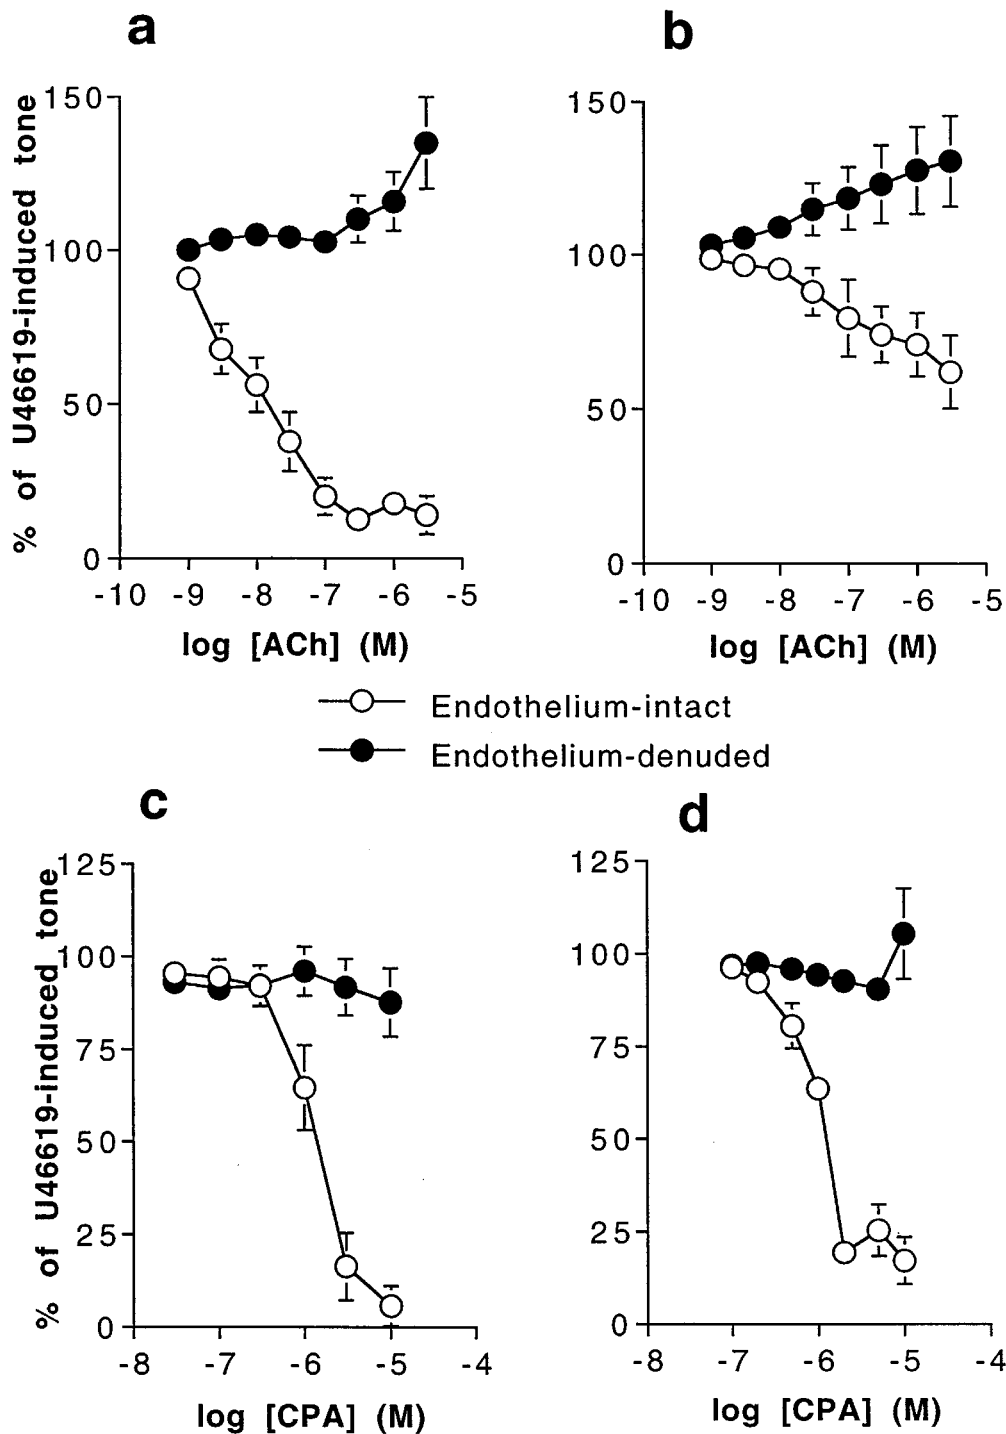 a
b
% of U46619-induced tone
150
100
50
0
-10 -9 -8 -7 -6 -5
log [ACh] (M)
150
100
50
0
-10 -9 -8 -7 -6 -5
log [ACh] (M)
Endothelium-intact
Endothelium-denuded
c
d
% of U46619-induced tone
125
100
75
50
25
0
-8 -7 -6 -5 -4
log [CPA] (M)
125
100
75
50
25
0
-8 -7 -6 -5 -4
log [CPA] (M)